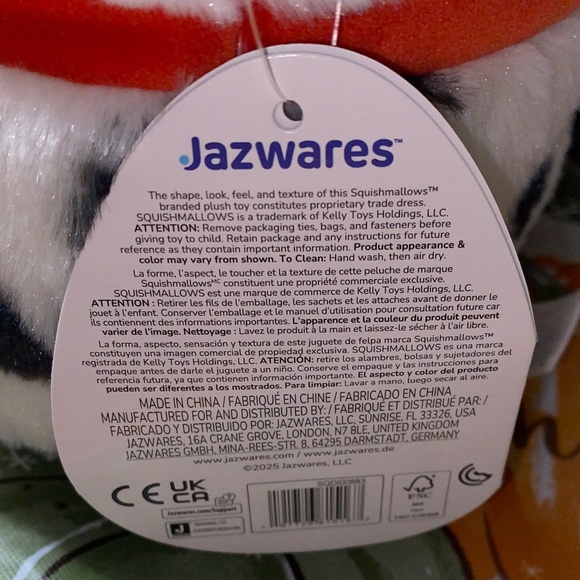 Jazwares™
The shape, look, feel, and texture of this Squishmallows™
branded plush toy constitutes proprietary trade dress.
SQUISHMALLOWS is a trademark of Kelly Toys Holdings, LLC.
ATTENTION: Remove packaging ties, bags, and fasteners before
giving toy to child. Retain package and any instructions for future
reference as they contain important information. Product appearance &
color may vary from shown. To Clean: Hand wash, then air dry.
La forme, l'aspect, le toucher et la texture de cette peluche de marque
Squishmallows MC constituent une propriété commerciale exclusive.
SQUISHMALLOWS est une marque de commerce de Kelly Toys Holdings, LLC.
ATTENTION : Retirer les fils de l'emballage, les sachets et les attaches avant de donner le
jouet à l'enfant. Conserver l'emballage et le manuel d'utilisation pour consultation future car
ils contiennent des informations importantes. L'apparence et la couleur du produit peuvent
varier de l'image. Nettoyage : Lavez le produit à la main et laissez-le sécher à l'air libre.
La forma, aspecto, sensación y textura de este juguete de felpa marca Squishmallows™
constituyen una imagen comercial de propiedad exclusiva. SQUISHMALLOWS es una marca
registrada de Kelly Toys Holdings, LLC. ATENCIÓN: retire los alambres, bolsas y sujetadores del
empaque antes de darle el juguete a un niño. Conserve el empaque y las instrucciones para
referencia futura, ya que contienen información importante. El aspecto y color del producto
pueden ser diferentes a los mostrados. Para limpiar: Lavar a mano, luego secar al aire.
MADE IN CHINA / FABRIQUÉ EN CHINE / FABRICADO EN CHINA
MANUFACTURED FOR AND DISTRIBUTED BY: / FABRIQUÉ ET DISTRIBUÉ PAR: /
FABRICADO Y DISTRIBUIDO POR: JAZWARES, LLC, SUNRISE, FL 33326, USA
JAZWARES, 16A CRANE GROVE, LONDON, N7 8LE, UNITED KINGDOM
JAZWARES GMBH, MINA-REES-STR. 8, 64295 DARMSTADT, GERMANY
www.jazwares.com / www.jazwares.de
©2025 Jazwares, LLC
CE UK
CA
Jazwares.com/Support
Jazwares, LLC
FSC
MIX